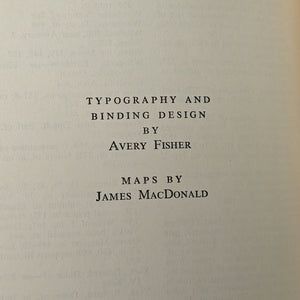 TYPOGRAPHY AND
BINDING DESIGN
BY
AVERY FISHER
MAPS BY
JAMES MACDONALD